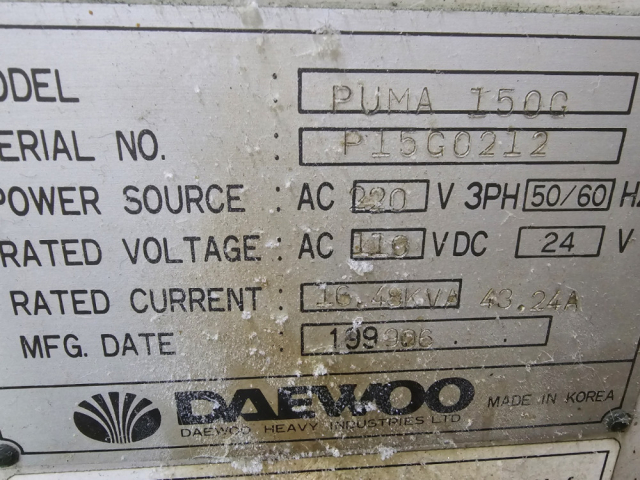 ODEL PUMA 150G
ERIAL NO. P15G0212
POWER SOURCE : AC 220 V 3PH 50/60 HZ
RATED VOLTAGE : AC 110 V DC 24 V
RATED CURRENT : 16.48KVA 43.24A
MFG. DATE : 199906
DAEWOO MADE IN KOREA
DAEWOO HEAVY INDUSTRIES LTD